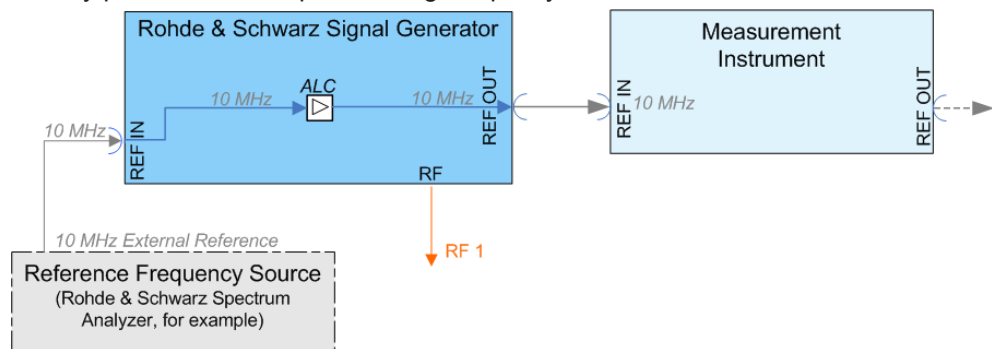 Rohde & Schwarz Signal Generator
ALC
10 MHz
10 MHz
REF OUT
10 MHz
REF IN
RF
RF 1
Measurement
Instrument
REF IN
10 MHz
REF OUT
10 MHz External Reference
Reference Frequency Source
(Rohde & Schwarz Spectrum
Analyzer, for example)